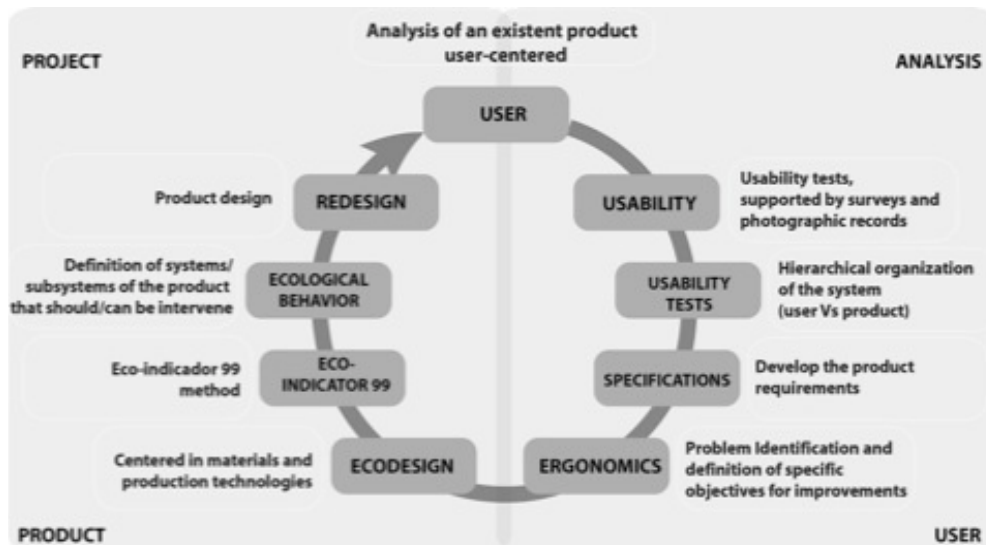 Analysis of an existent product
user-centered
PROJECT
ANALYSIS
USER
Product design
REDESIGN
USABILITY
Usability tests,
supported by surveys and
photographic records
Definition of systems/
subsystems of the product
that should/can be intervene
ECOLOGICAL
BEHAVIOR
USABILITY
TESTS
Hierarchical organization
of the system
(user Vs product)
Eco-indicador 99
method
ECO-
INDICATOR 99
SPECIFICATIONS
Develop the product
requirements
Centered in materials and
production technologies
ECODESIGN
ERGONOMICS
Problem Identification and
definition of specific
objectives for improvements
PRODUCT
USER